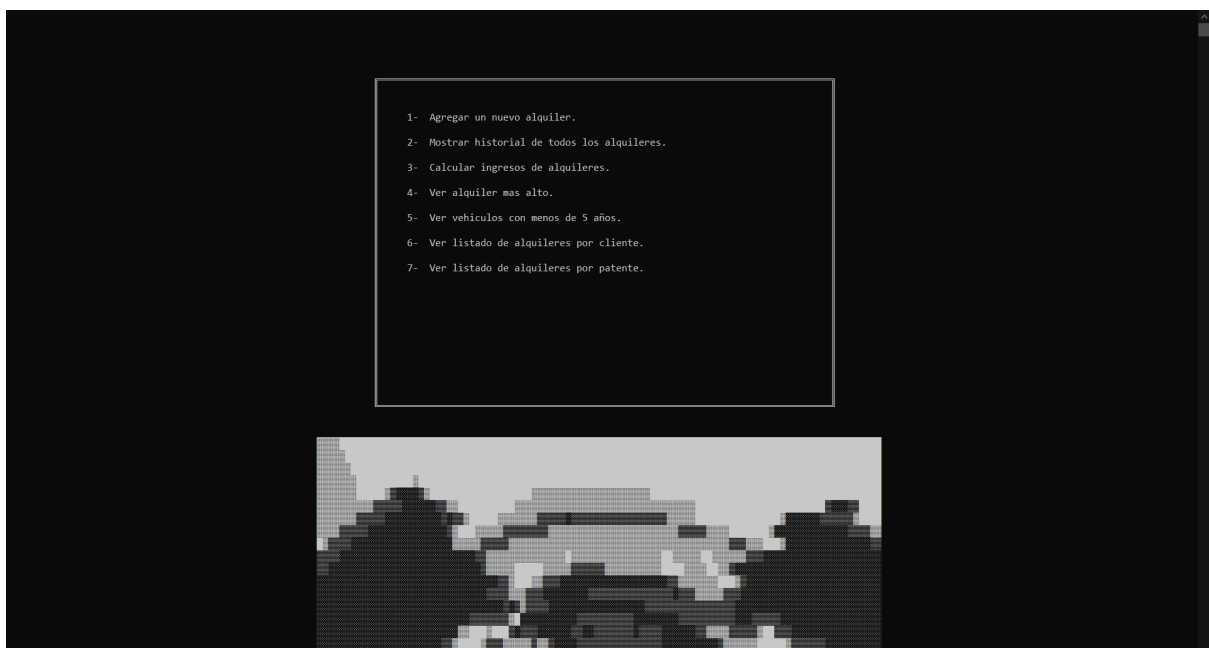 1- Agregar un nuevo alquiler.
2- Mostrar historial de todos los alquileres.
3- Calcular ingresos de alquileres.
4- Ver alquiler mas alto.
5- Ver vehiculos con menos de 5 años.
6- Ver listado de alquileres por cliente.
7- Ver listado de alquileres por patente.